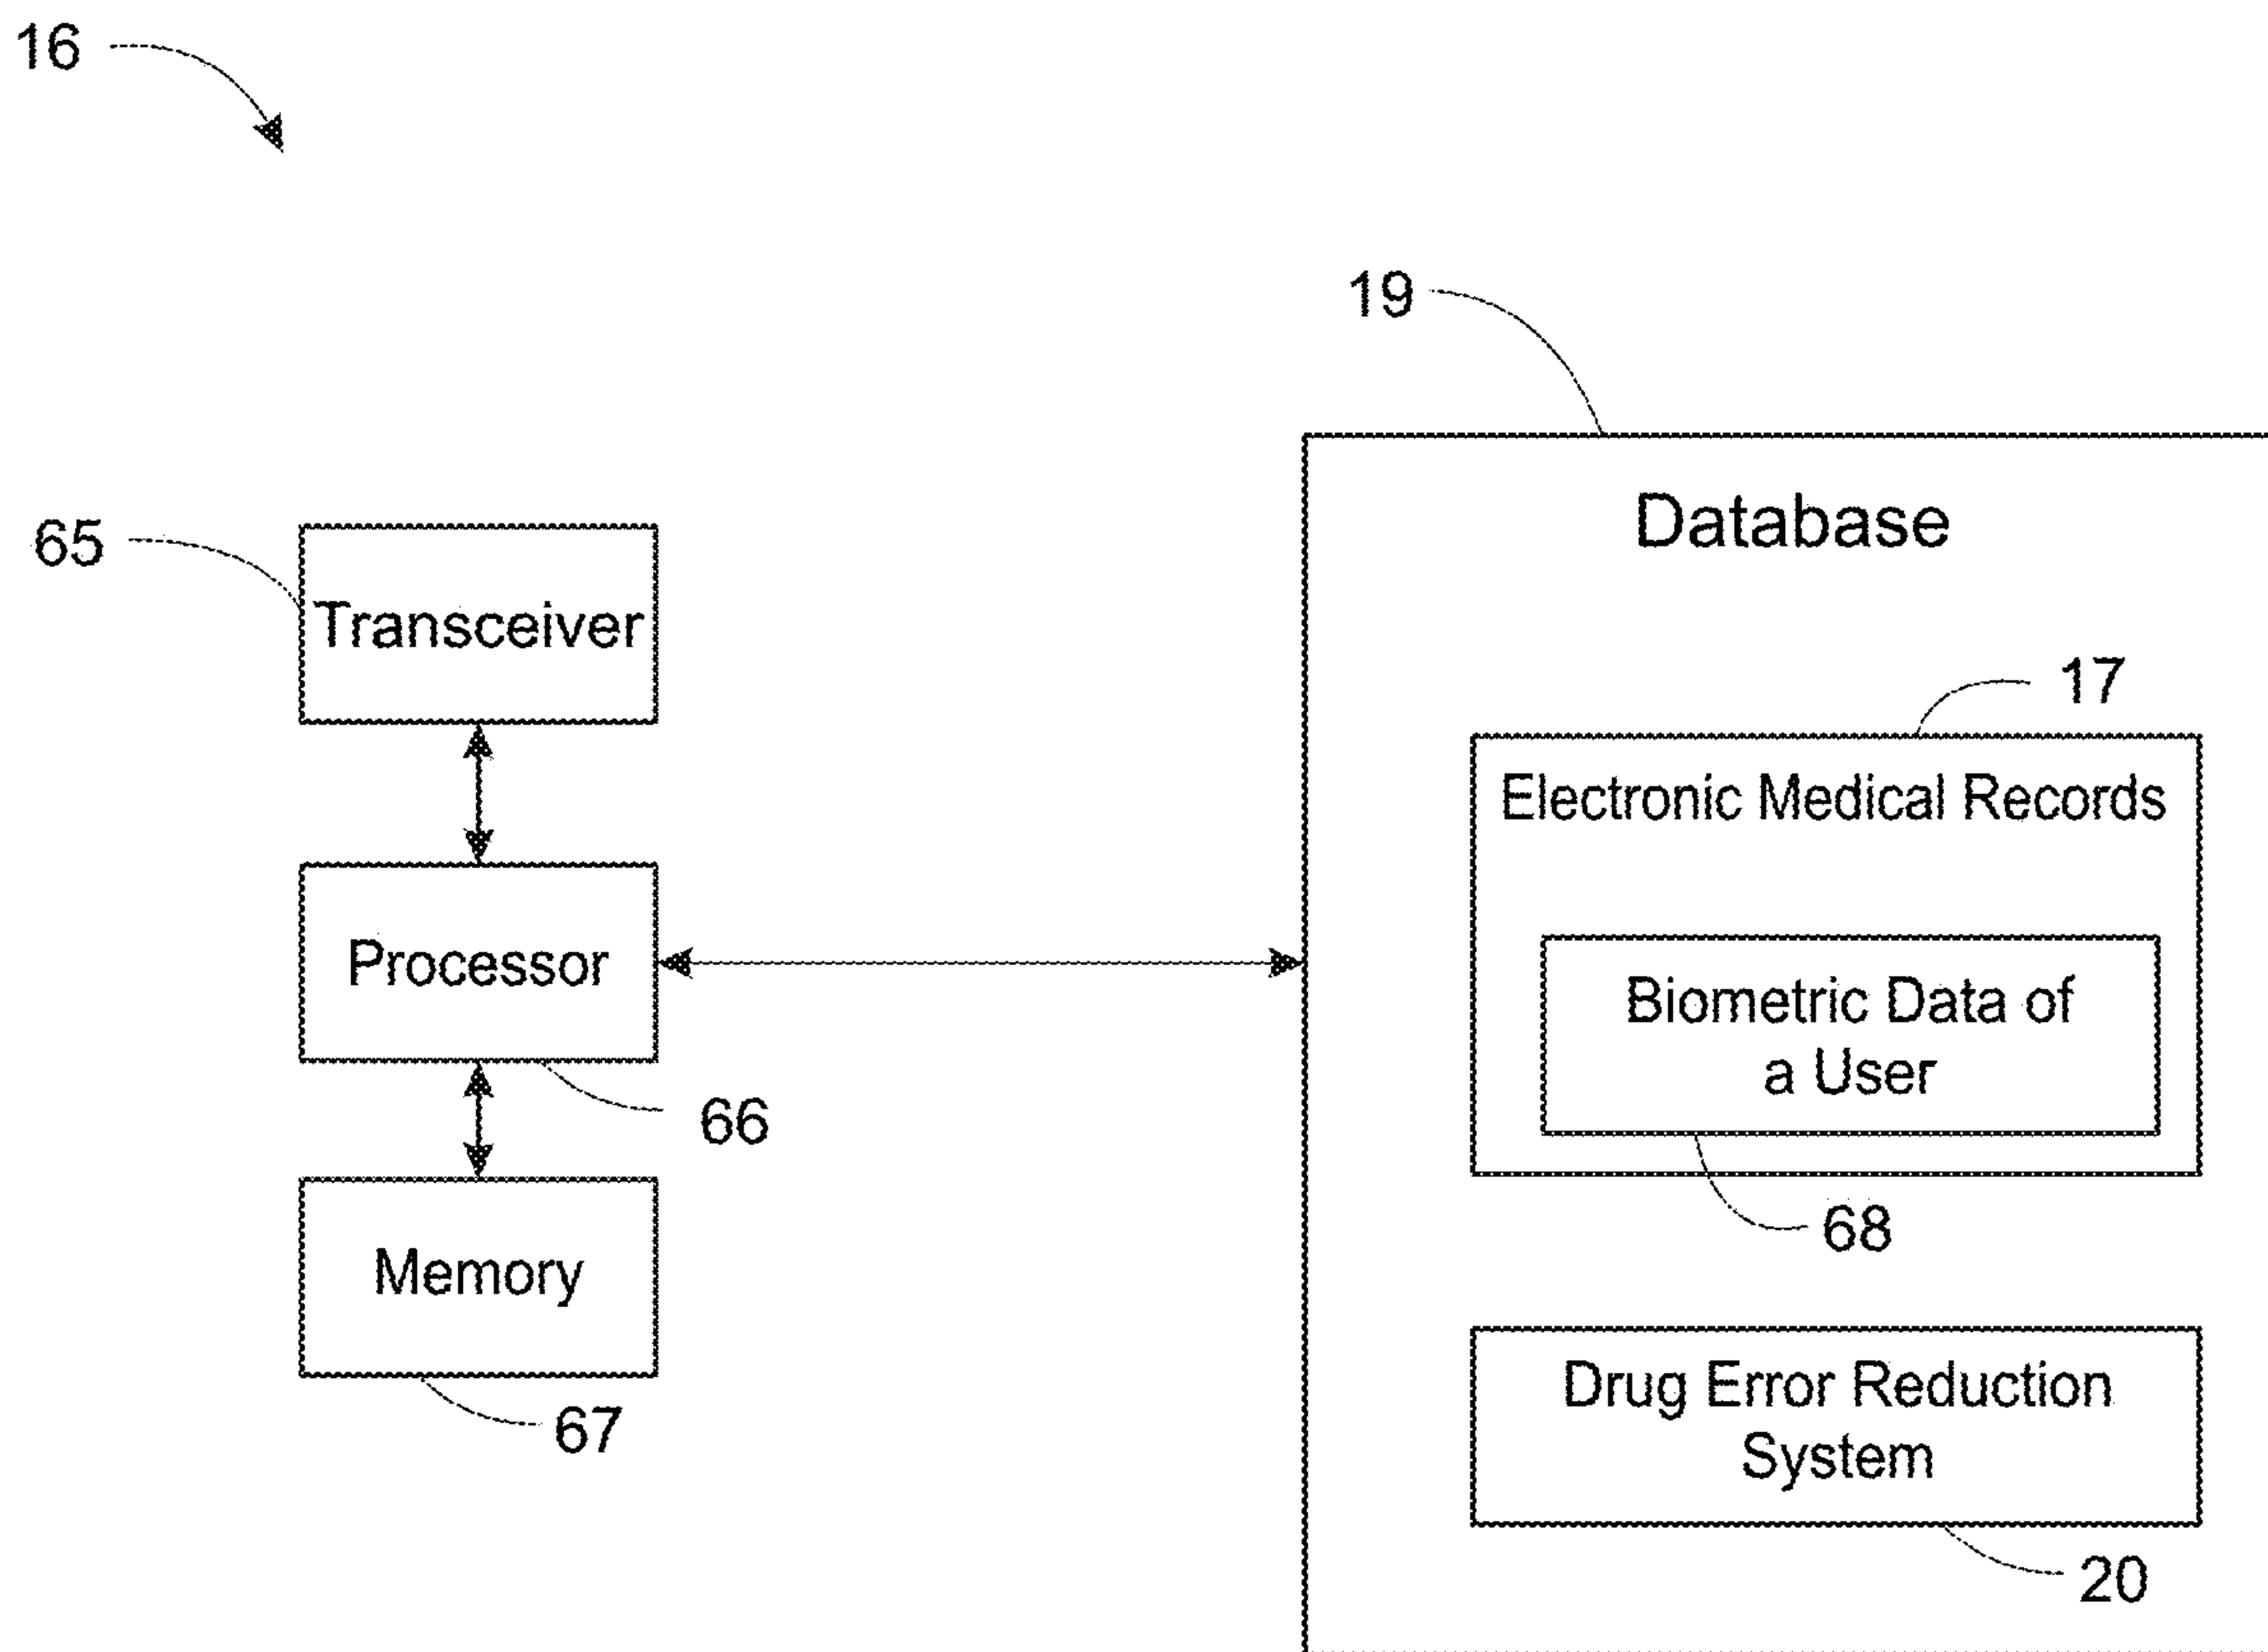 16
19
Database
65
Transceiver
17
Electronic Medical Records
Processor
Biometric Data of
a User
66
68
Memory
67
Drug Error Reduction
System
20